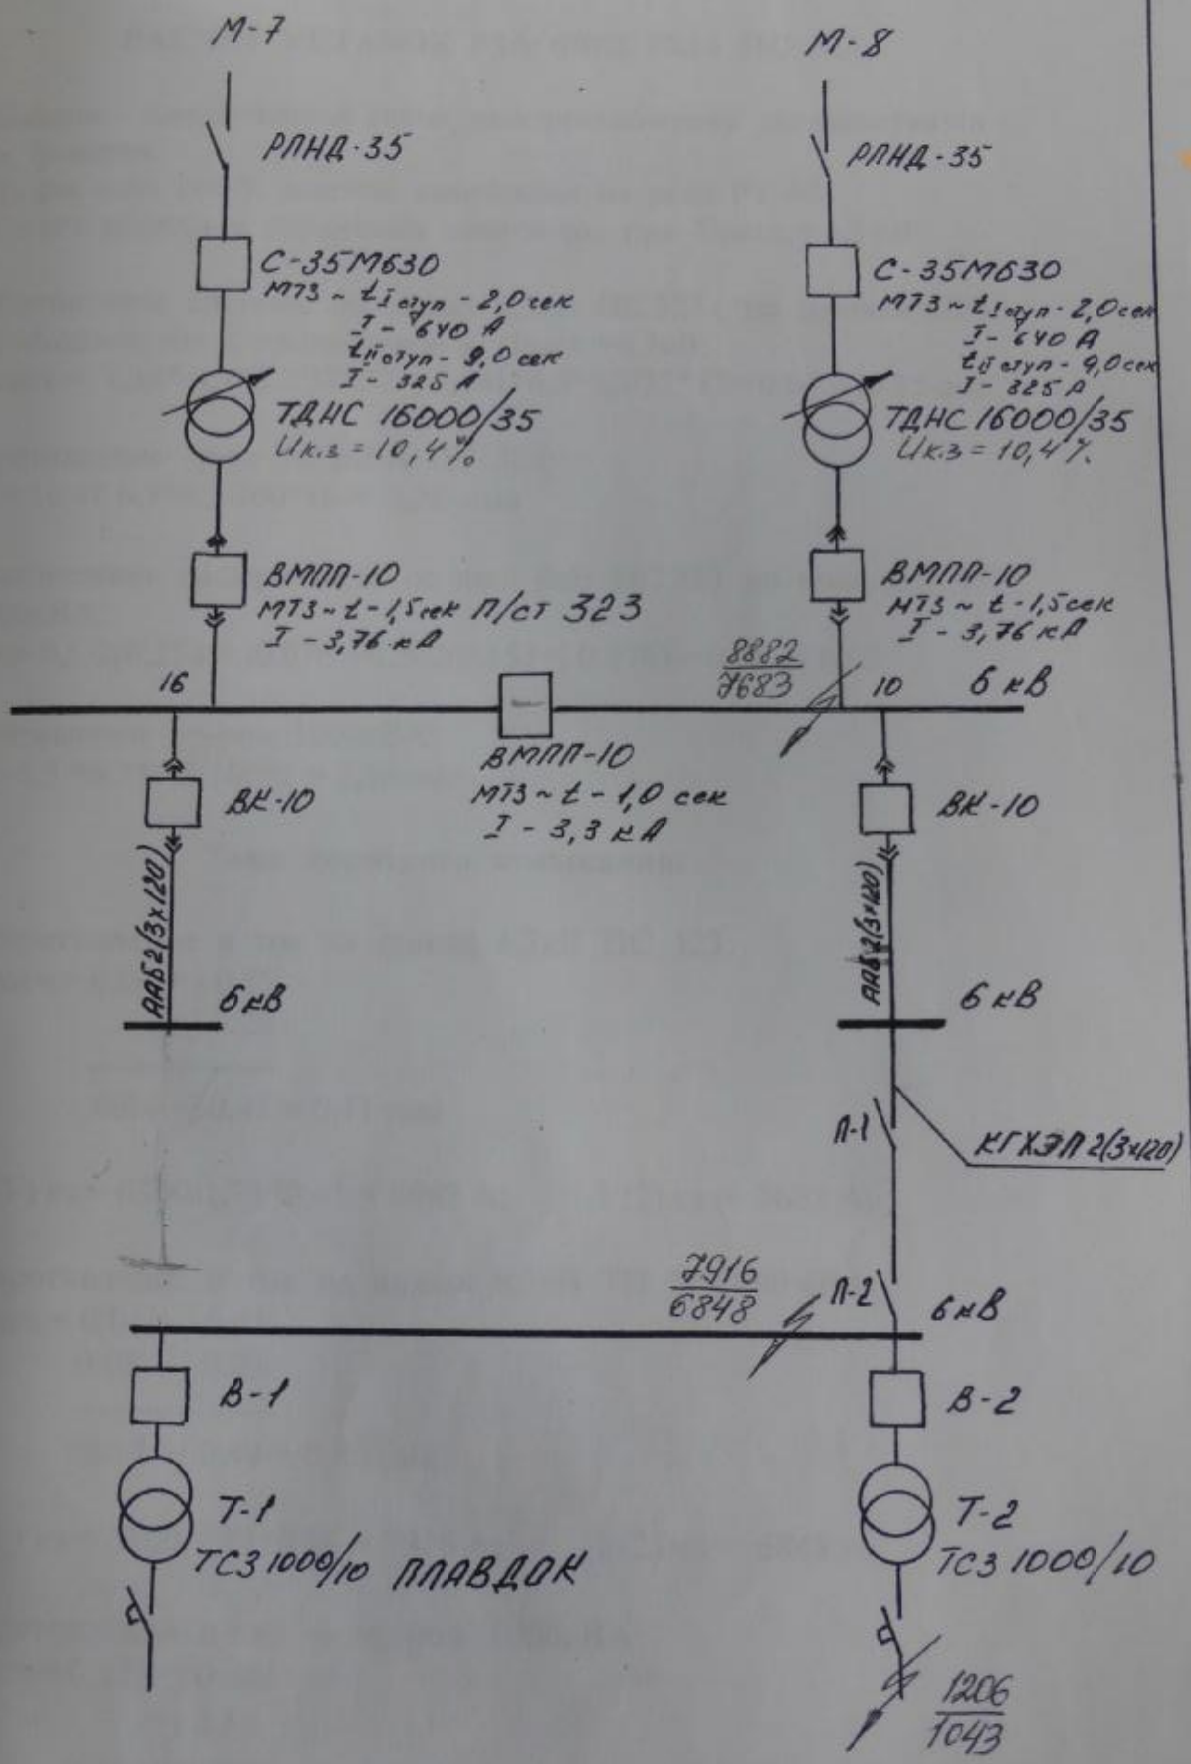 М-7
М-8
РЛНД-35
РЛНД-35
С-35М630
МТЗ ~ t I ступ - 2,0 сек
I - 640 А
t II ступ - 9,0 сек
I - 325 А
С-35М630
МТЗ ~ t I ступ - 2,0 сек
I - 640 А
t II ступ - 9,0 сек
I - 325 А
ТДНС 16000/35
Uк.з = 10,4%
ТДНС 16000/35
Uк.з = 10,4%
ВМПП-10
МТЗ ~ t - 1,5 сек П/ст 323
I - 3,76 кА
ВМПП-10
МТЗ ~ t - 1,5 сек
I - 3,76 кА
8882
7683
16
10
6 кВ
ВМПП-10
МТЗ ~ t - 1,0 сек
I - 3,3 кА
ВК-10
ВК-10
ААБ2(3х120)
ААБ2(3х120)
6 кВ
6 кВ
Л-1
КГХЭЛ 2(3х120)
7916
6848
Л-2
6 кВ
В-1
В-2
Т-1
ТСЗ 1000/10 ПЛАВДОК
Т-2
ТСЗ 1000/10
1206
1043